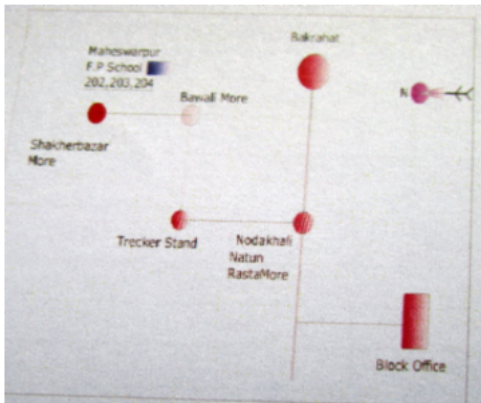 Bakrahat
Maheswarpur
F.P School
202,203,204
N
Bawali More
Shakherbazar
More
Trecker Stand
Nodakhali
Natun
RastaMore
Block Office